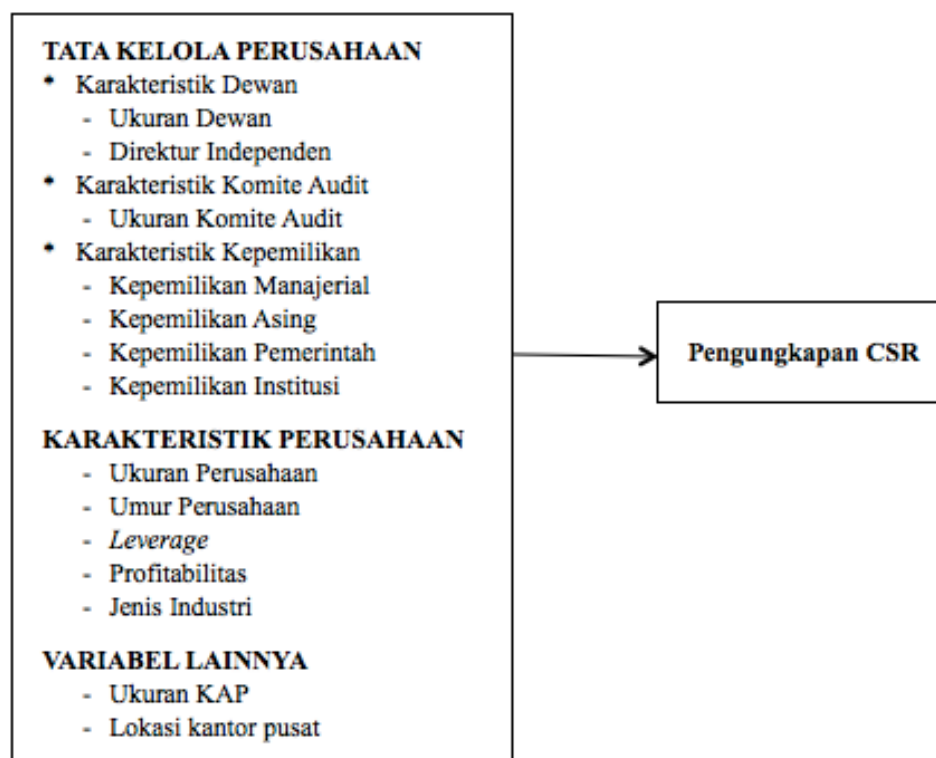 TATA KELOLA PERUSAHAAN
* Karakteristik Dewan
- Ukuran Dewan
- Direktur Independen
* Karakteristik Komite Audit
- Ukuran Komite Audit
* Karakteristik Kepemilikan
- Kepemilikan Manajerial
- Kepemilikan Asing
- Kepemilikan Pemerintah
- Kepemilikan Institusi
KARAKTERISTIK PERUSAHAAN
- Ukuran Perusahaan
- Umur Perusahaan
- Leverage
- Profitabilitas
- Jenis Industri
VARIABEL LAINNYA
- Ukuran KAP
- Lokasi kantor pusat
Pengungkapan CSR